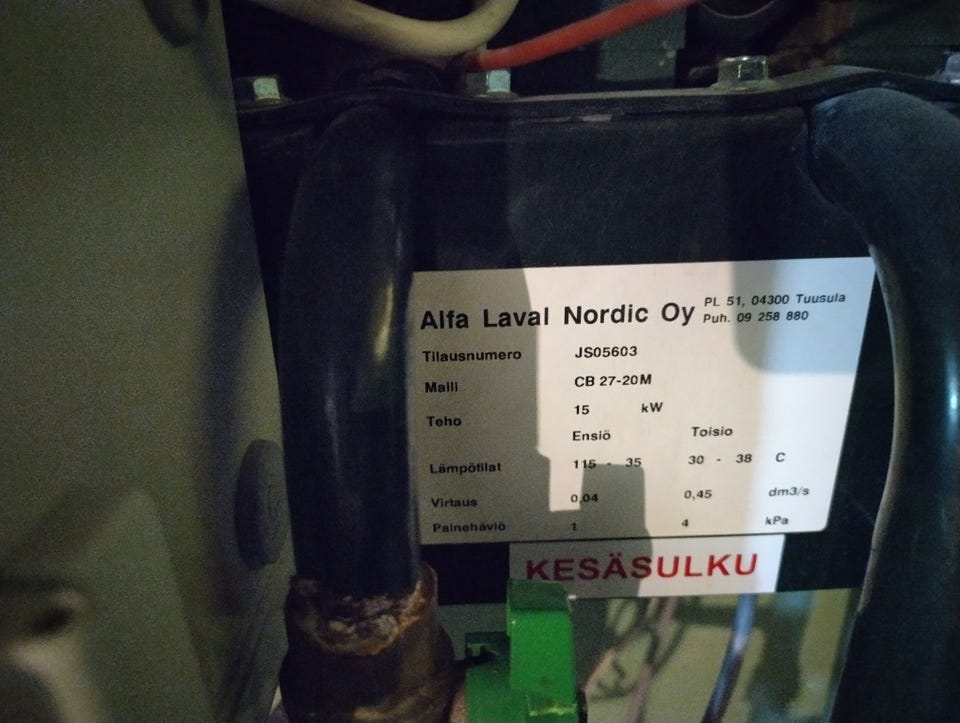 Alfa Laval Nordic Oy PL 51, 04300 Tuusula
Puh. 09 258 880
Tilausnumero JS05603
Malli CB 27-20M
Teho 15 kW
Ensiö Toisio
Lämpötilat 115 - 35 30 - 38 C
Virtaus 0,04 0,45 dm3/s
Painehäviö 1 4 kPa
KESÄSULKU